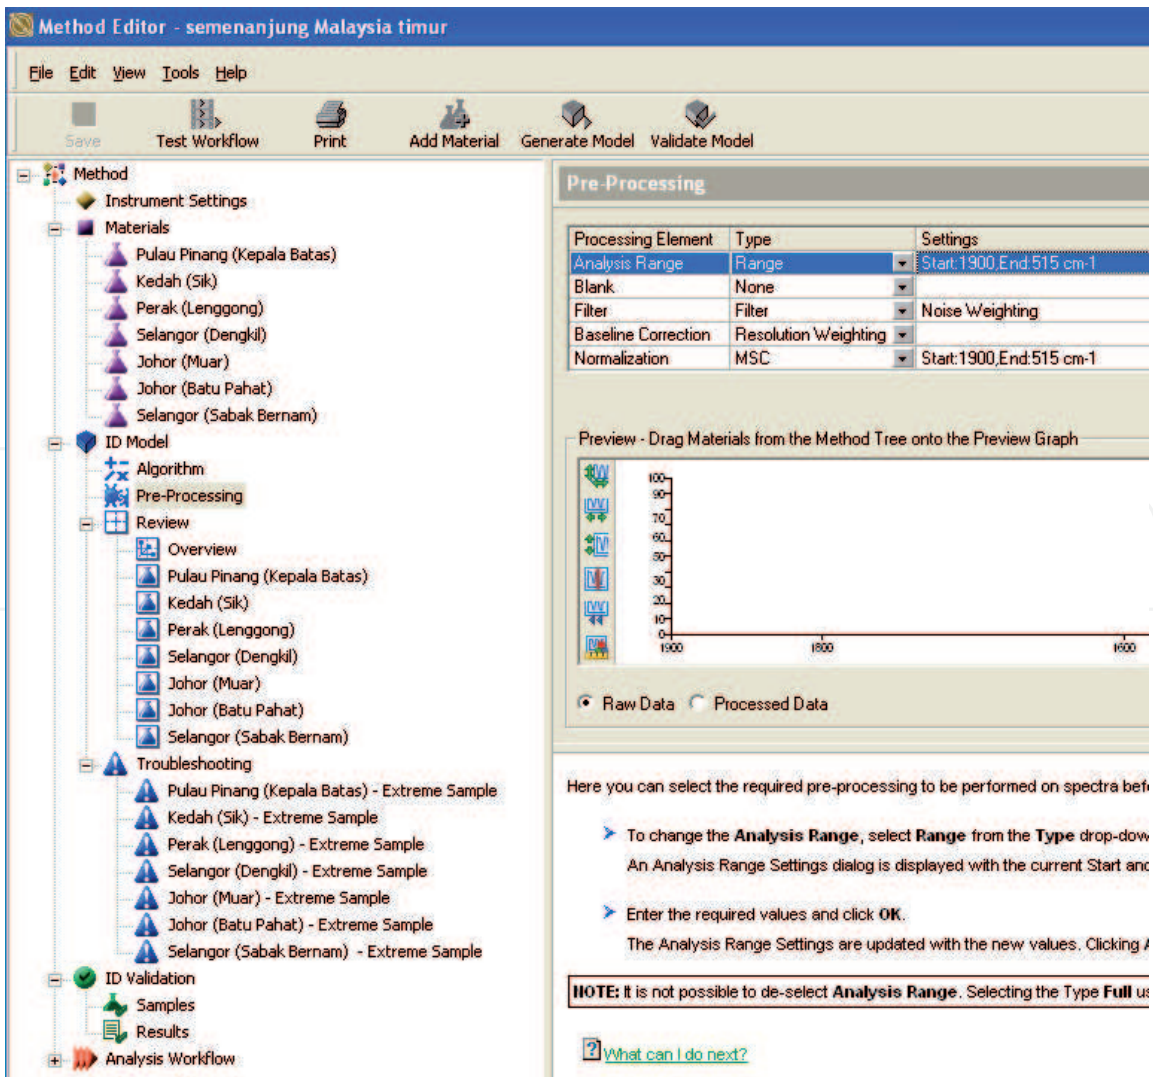 Method Editor - semenanjung Malaysia timur
File Edit View Tools Help
Save Test Workflow Print Add Material Generate Model Validate Model
Method
Instrument Settings
Materials
Pulau Pinang (Kepala Batas)
Kedah (Sik)
Perak (Lenggong)
Selangor (Dengkil)
Johor (Muar)
Johor (Batu Pahat)
Selangor (Sabak Bernam)
ID Model
Algorithm
Pre-Processing
Review
Overview
Pulau Pinang (Kepala Batas)
Kedah (Sik)
Perak (Lenggong)
Selangor (Dengkil)
Johor (Muar)
Johor (Batu Pahat)
Selangor (Sabak Bernam)
Troubleshooting
Pulau Pinang (Kepala Batas) - Extreme Sample
Kedah (Sik) - Extreme Sample
Perak (Lenggong) - Extreme Sample
Selangor (Dengkil) - Extreme Sample
Johor (Muar) - Extreme Sample
Johor (Batu Pahat) - Extreme Sample
Selangor (Sabak Bernam) - Extreme Sample
ID Validation
Samples
Results
Analysis Workflow
Pre-Processing
Processing Element Type Settings
Analysis Range Range Start:1900,End:515 cm-1
Blank None
Filter Filter Noise Weighting
Baseline Correction Resolution Weighting
Normalization MSC Start:1900,End:515 cm-1
Preview - Drag Materials from the Method Tree onto the Preview Graph
100
90
70
60
50
30
20
10
0
1900 1800 1600
Raw Data Processed Data
Here you can select the required pre-processing to be performed on spectra bef
To change the Analysis Range, select Range from the Type drop-dow
An Analysis Range Settings dialog is displayed with the current Start and
Enter the required values and click OK.
The Analysis Range Settings are updated with the new values. Clicking A
NOTE: It is not possible to de-select Analysis Range. Selecting the Type Full us
What can I do next?